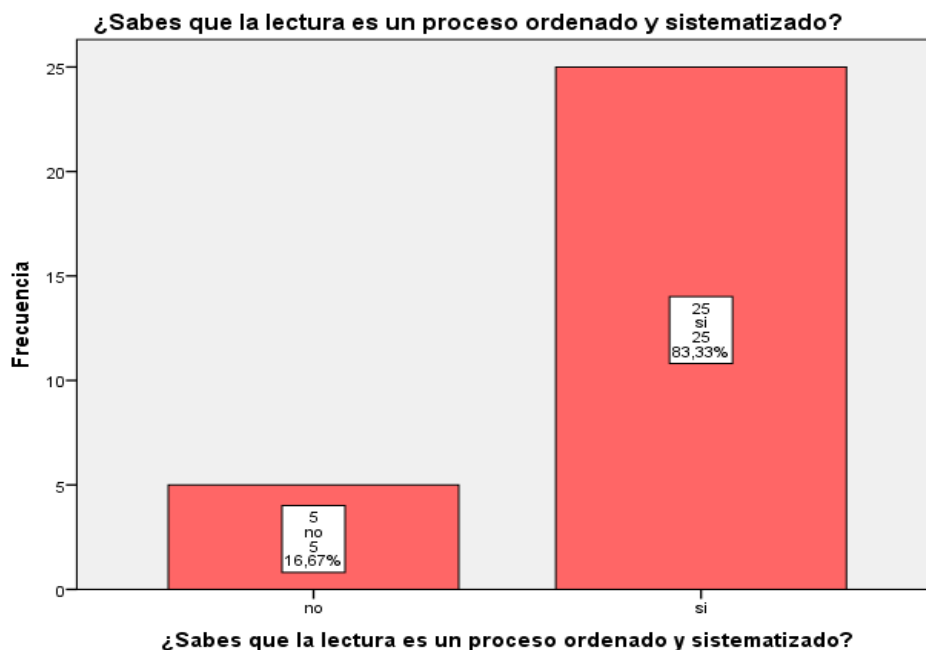 ¿Sabes que la lectura es un proceso ordenado y sistematizado?
Frecuencia
25
20
15
10
5
0
5
no
5
16,67%
25
si
25
83,33%
no
si
¿Sabes que la lectura es un proceso ordenado y sistematizado?